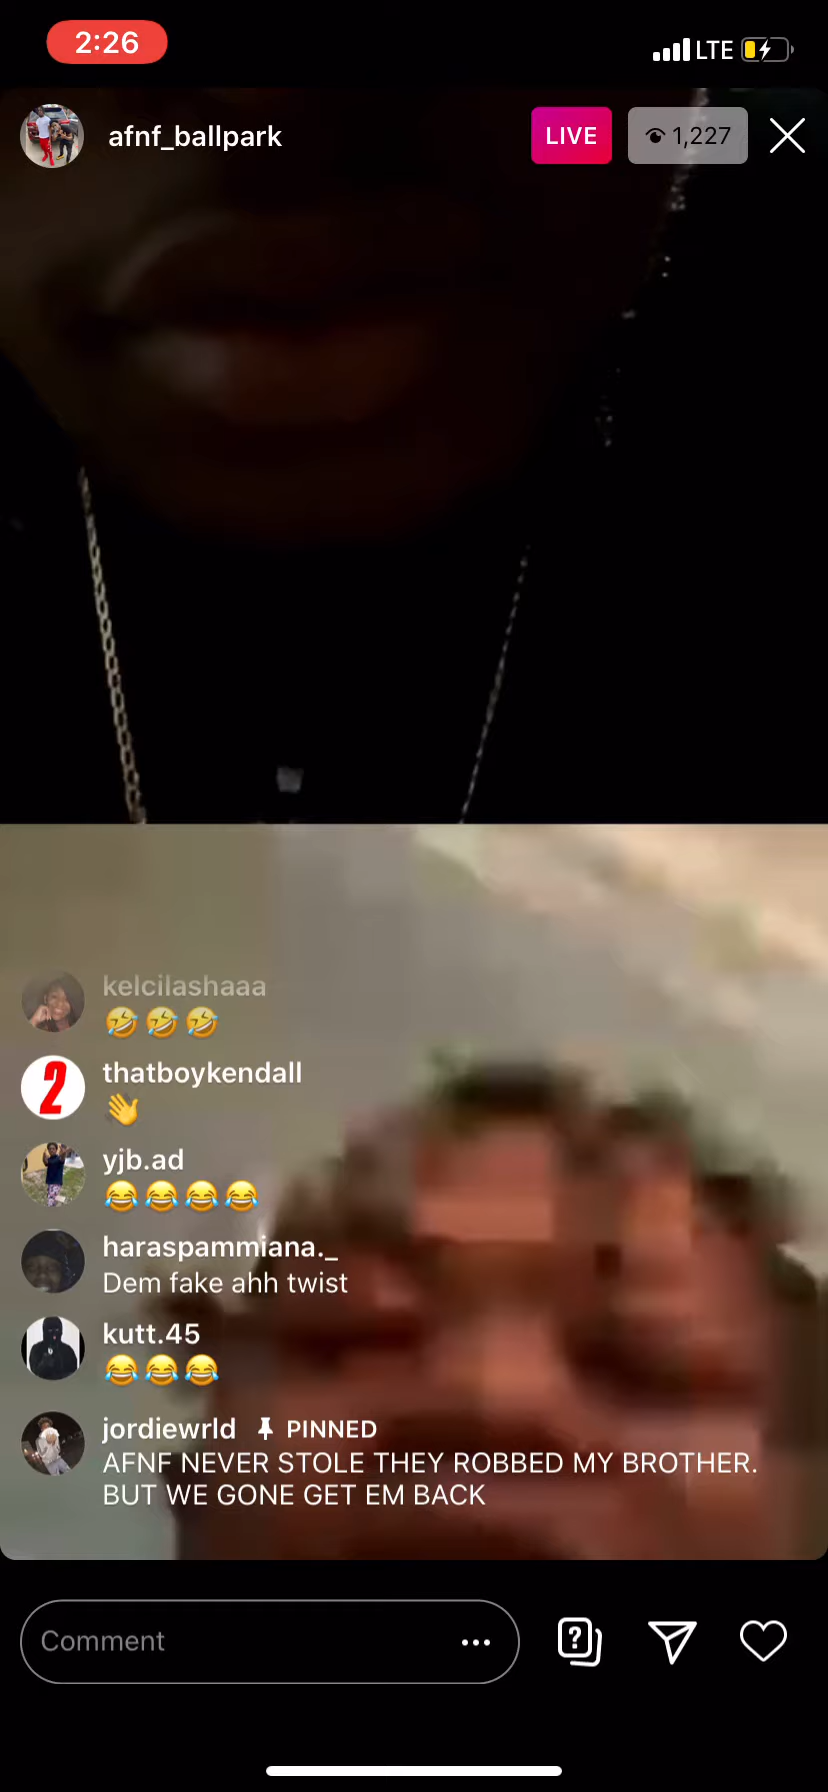 2:26
LTE
afnf_ballpark
LIVE
1,227
kelcilashaaa
🤣🤣🤣
thatboykendall
2
👋
yjb.ad
😂😂😂😂
haraspammiana._
Dem fake ahh twist
kutt.45
😂😂😂
jordiewrld PINNED
AFNF NEVER STOLE THEY ROBBED MY BROTHER.
BUT WE GONE GET EM BACK
Comment